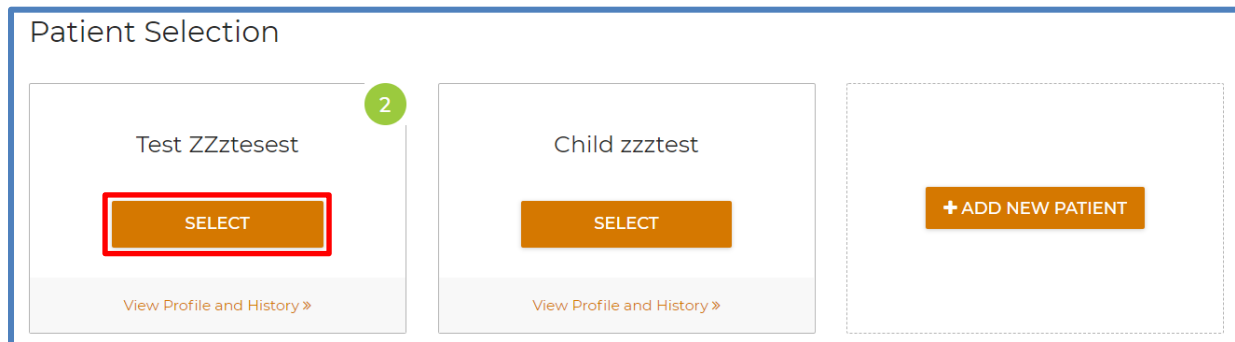 Patient Selection
2
Test ZZztesest
SELECT
View Profile and History »
Child zzztest
SELECT
View Profile and History »
+ ADD NEW PATIENT